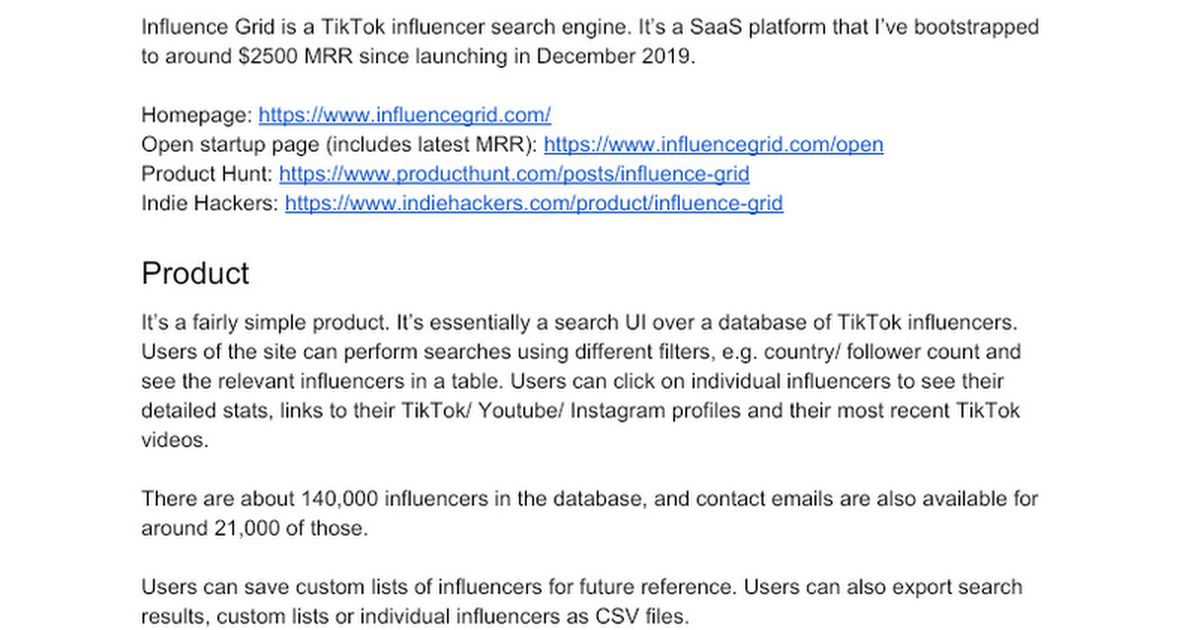 Influence Grid is a TikTok influencer search engine. It’s a SaaS platform that I’ve bootstrapped
to around $2500 MRR since launching in December 2019.
Homepage: https://www.influencegrid.com/
Open startup page (includes latest MRR): https://www.influencegrid.com/open
Product Hunt: https://www.producthunt.com/posts/influence-grid
Indie Hackers: https://www.indiehackers.com/product/influence-grid
Product
It’s a fairly simple product. It’s essentially a search UI over a database of TikTok influencers.
Users of the site can perform searches using different filters, e.g. country/ follower count and
see the relevant influencers in a table. Users can click on individual influencers to see their
detailed stats, links to their TikTok/ Youtube/ Instagram profiles and their most recent TikTok
videos.
There are about 140,000 influencers in the database, and contact emails are also available for
around 21,000 of those.
Users can save custom lists of influencers for future reference. Users can also export search
results, custom lists or individual influencers as CSV files.